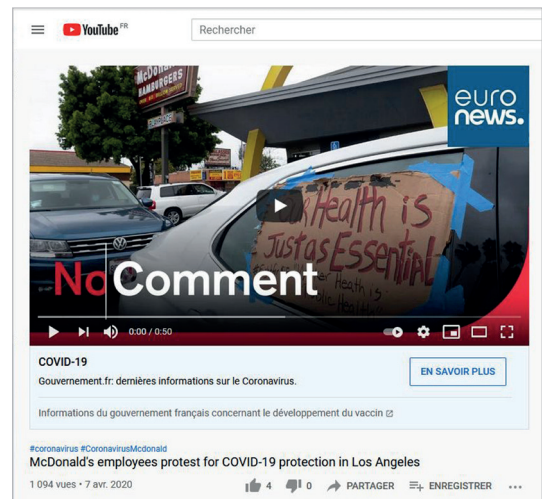 YouTube FR
Rechercher
McDonald's
HAMBURGERS
euro
news.
Health is
Just as Essential
No Comment
0:00 / 0:50
COVID-19
Gouvernement.fr: dernières informations sur le Coronavirus.
EN SAVOIR PLUS
Informations du gouvernement français concernant le développement du vaccin
#coronavirus #CoronavirusMcdonald
McDonald's employees protest for COVID-19 protection in Los Angeles
1 094 vues • 7 avr. 2020
4
0
PARTAGER
ENREGISTRER